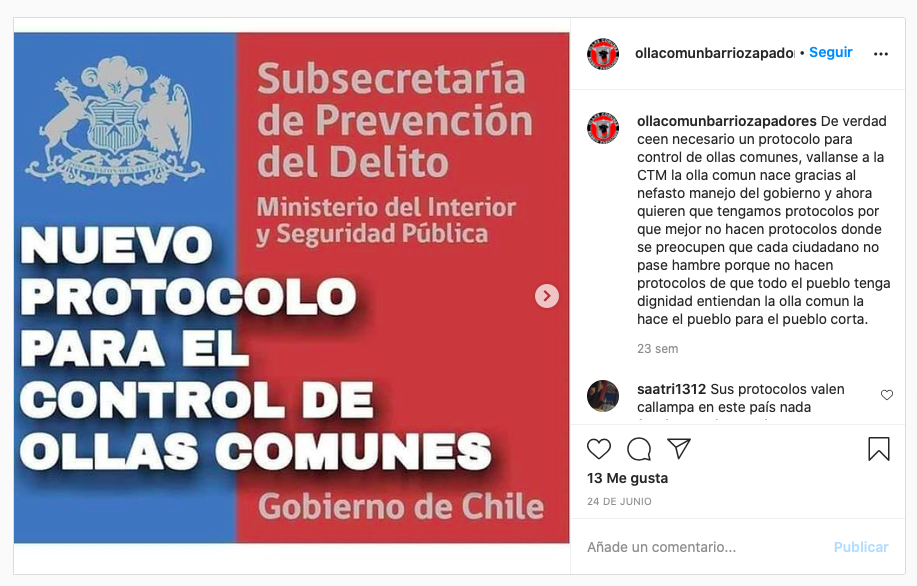 Subsecretaría
de Prevención
del Delito
Ministerio del Interior
y Seguridad Pública
NUEVO
PROTOCOLO
PARA EL
CONTROL DE
OLLAS COMUNES
Gobierno de Chile
ollacomunbarriozapado • Seguir
ollacomunbarriozapadores De verdad
ceen necesario un protocolo para
control de ollas comunes, vallanse a la
CTM la olla comun nace gracias al
nefasto manejo del gobierno y ahora
quieren que tengamos protocolos por
que mejor no hacen protocolos donde
se preocupen que cada ciudadano no
pase hambre porque no hacen
protocolos de que todo el pueblo tenga
dignidad entiendan la olla comun la
hace el pueblo para el pueblo corta.
23 sem
saatri1312 Sus protocolos valen
callampa en este país nada
13 Me gusta
24 DE JUNIO
Añade un comentario...
Publicar